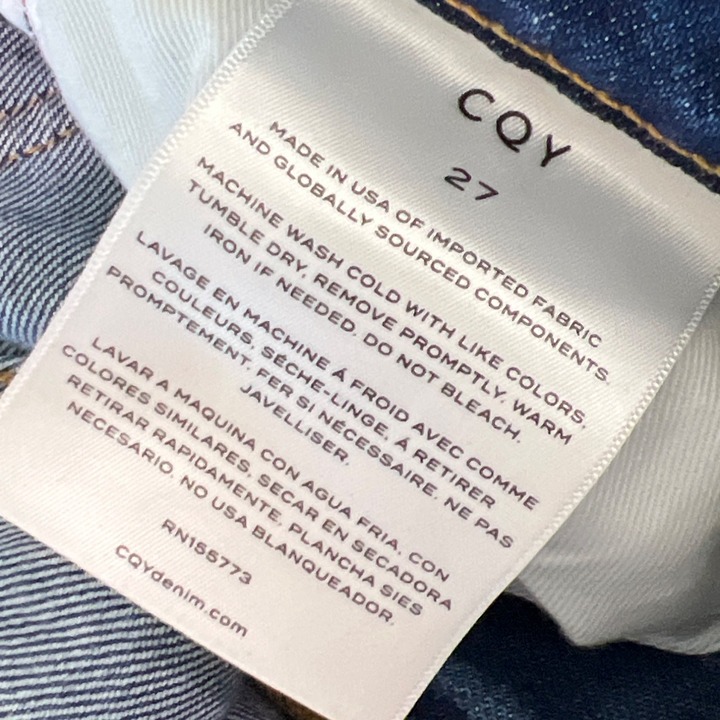 CQY
27
MADE IN USA OF IMPORTED FABRIC
AND GLOBALLY SOURCED COMPONENTS.
MACHINE WASH COLD WITH LIKE COLORS,
TUMBLE DRY, REMOVE PROMPTLY, WARM
IRON IF NEEDED, DO NOT BLEACH.
LAVAGE EN MACHINE Á FROID AVEC COMME
COULEURS, SÉCHE-LINGE, Á RETIRER
PROMPTEMENT, FER SI NÉCESSAIRE, NE PAS
JAVELLISER.
LAVAR A MAQUINA CON AGUA FRIA, CON
COLORES SIMILARES, SECAR EN SECADORA
RETIRAR RAPIDAMENTE, PLANCHA SIES
NECESARIO, NO USA BLANQUEADOR.
RN155773
CQYdenim.com